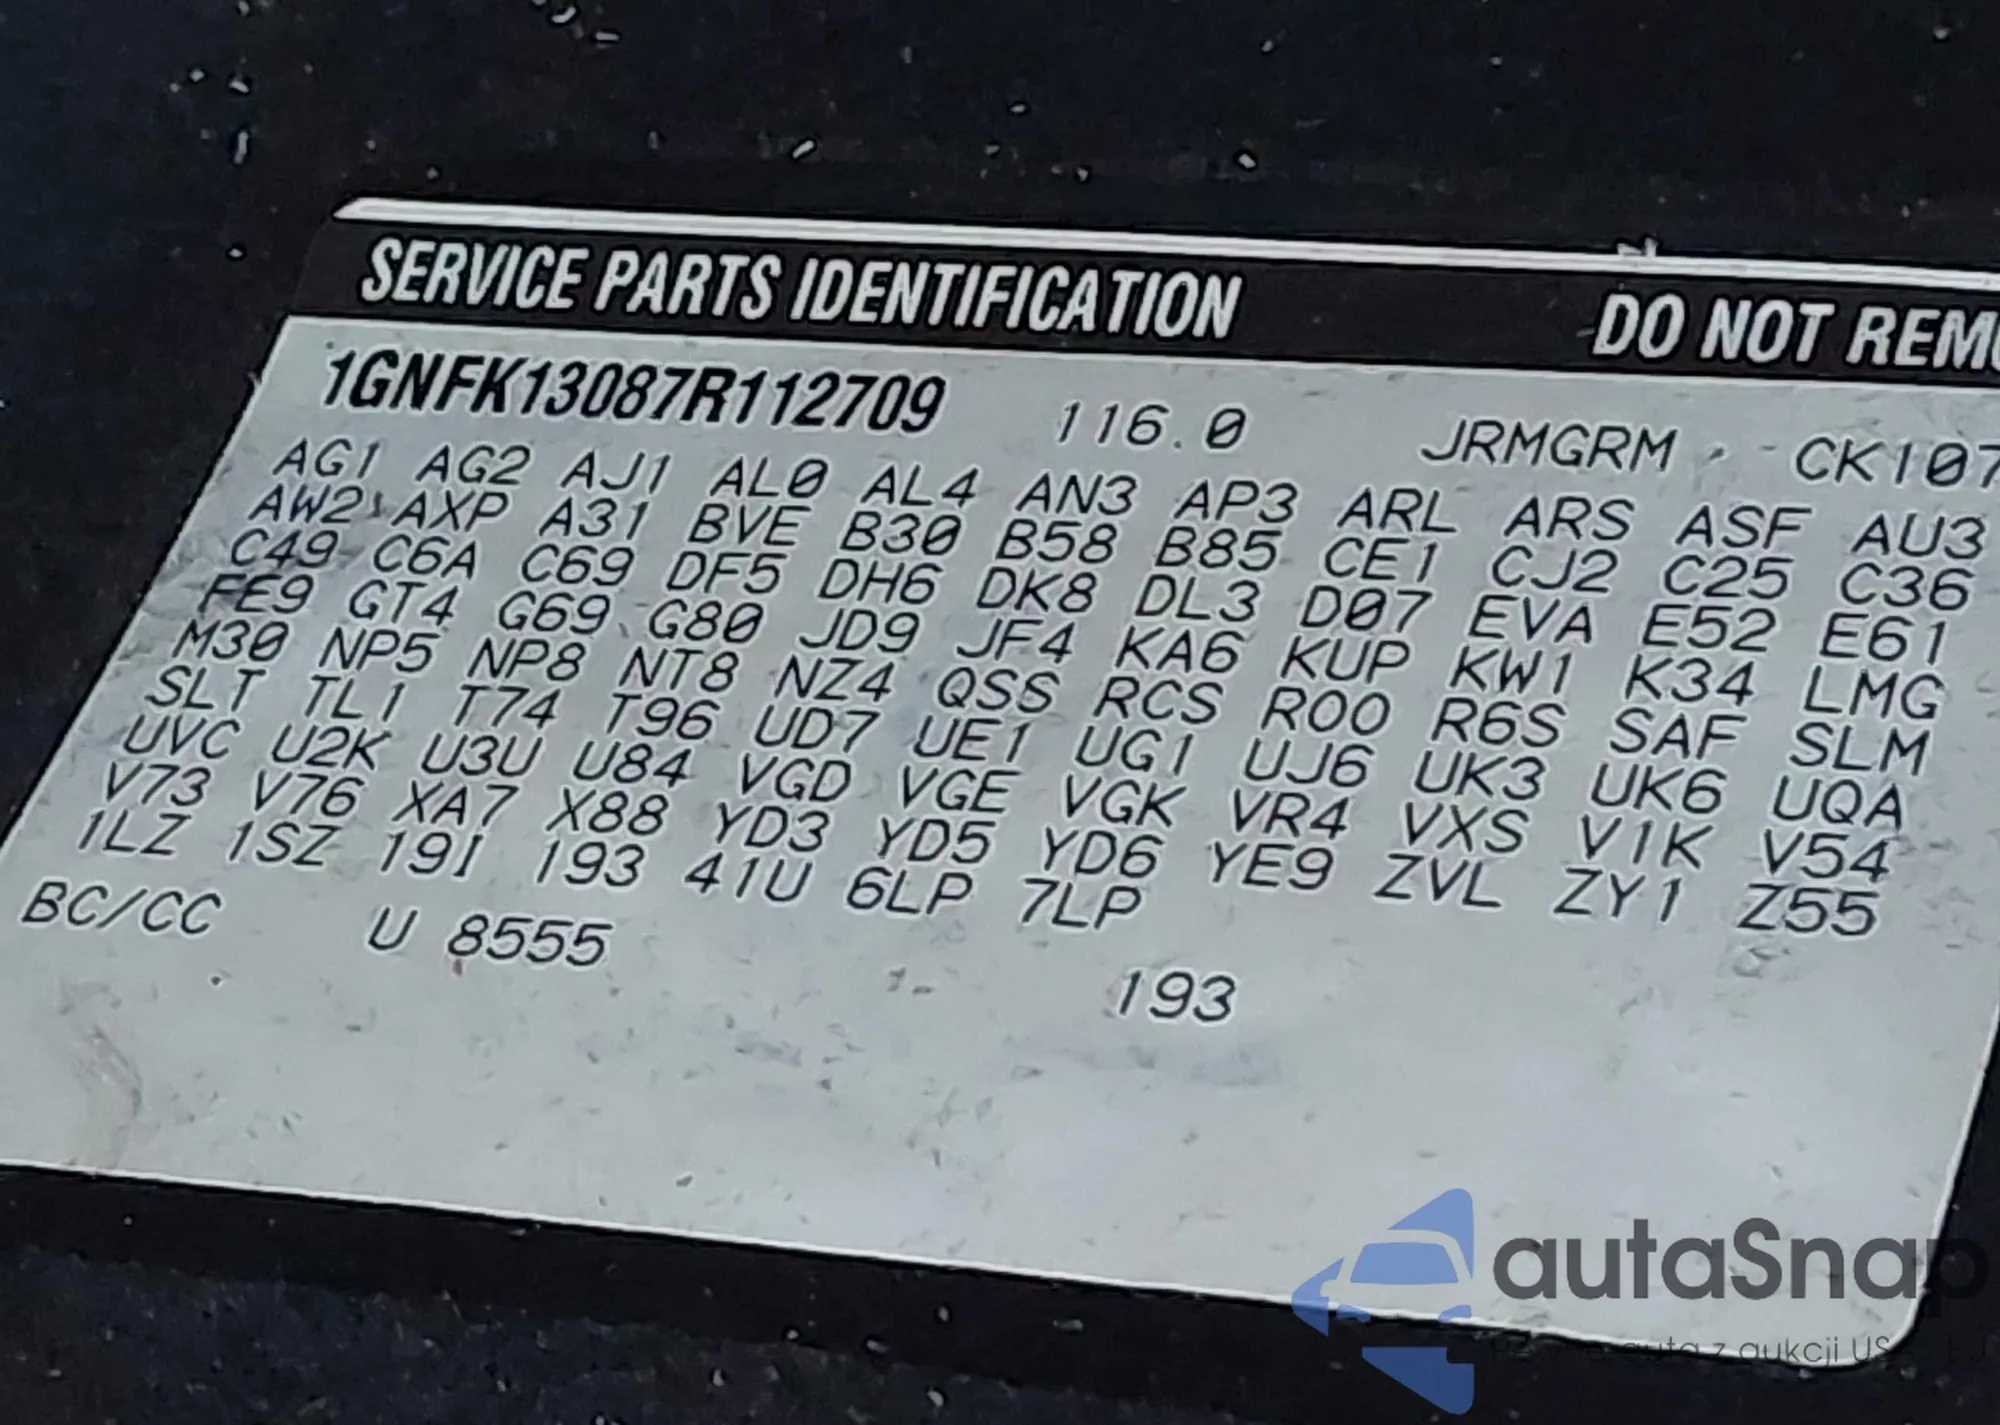 SERVICE PARTS IDENTIFICATION DO NOT REMO
1GNFK13087R112709 116.0 JRMGRM CK107
AG1 AG2 AJ1 AL0 AL4 AN3 AP3 ARL ARS ASF AU3
AW2 AXP A31 BVE B30 B58 B85 CE1 CJ2 C25 C36
C49 C6A C69 DF5 DH6 DK8 DL3 D07 EVA E52 E61
FE9 GT4 G69 G80 JD9 JF4 KA6 KUP KW1 K34 LMG
M30 NP5 NP8 NT8 NZ4 QSS RCS R00 R6S SAF SLM
SLT TL1 T74 T96 UD7 UE1 UG1 UJ6 UK3 UK6 UQA
UVC U2K U3U U84 VGD VGE VGK VR4 VXS V1K V54
V73 V76 XA7 X88 YD3 YD5 YD6 YE9 ZVL ZY1 Z55
1LZ 1SZ 19I 193 41U 6LP 7LP
BC/CC U 8555 193
autaSnap
auta z aukcji US